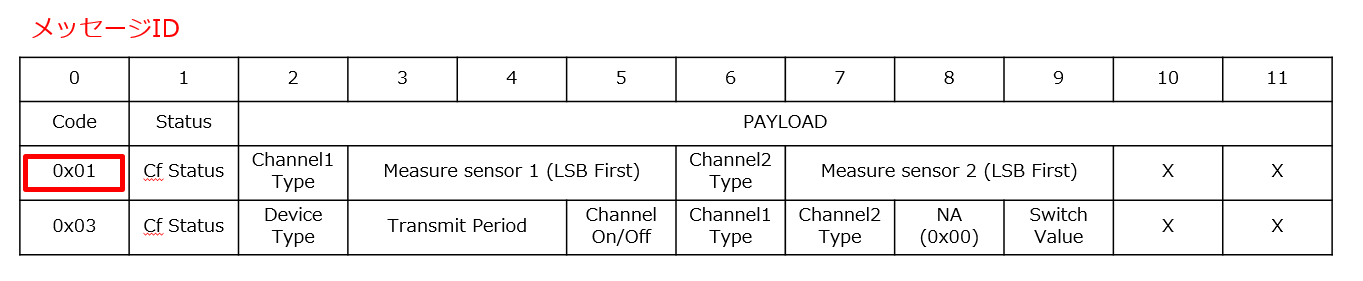 メッセージID
0 1 2 3 4 5 6 7 8 9 10 11
Code Status PAYLOAD
0x01 Cf Status Channel1 Type Measure sensor 1 (LSB First) Channel2 Type Measure sensor 2 (LSB First) X X
0x03 Cf Status Device Type Transmit Period Channel On/Off Channel1 Type Channel2 Type NA (0x00) Switch Value X X